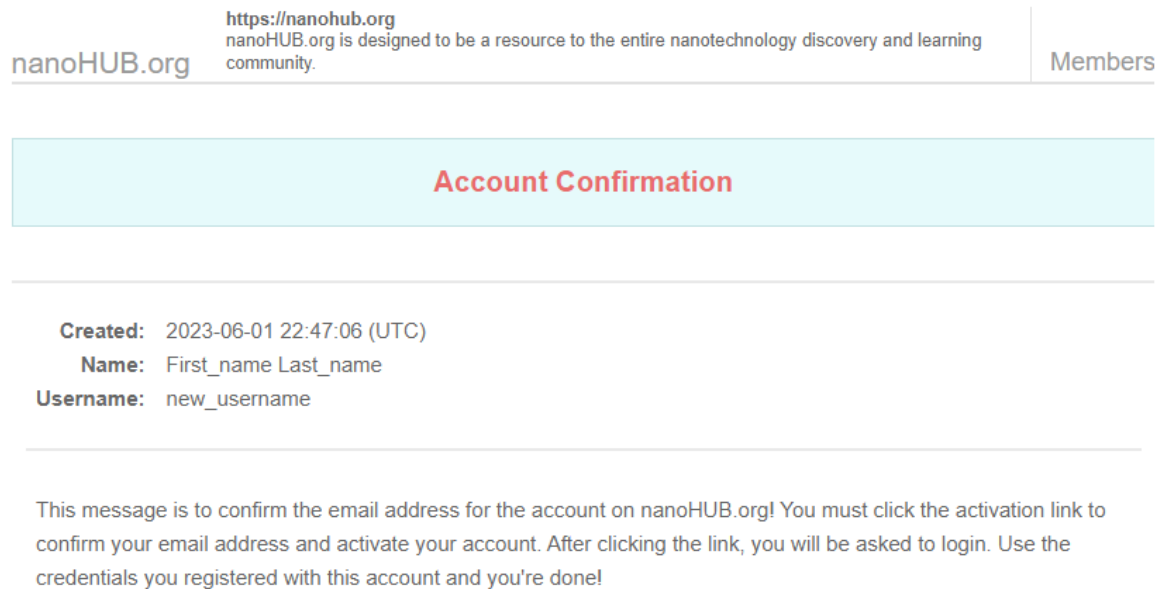 https://nanohub.org
nanoHUB.org is designed to be a resource to the entire nanotechnology discovery and learning
community.
nanoHUB.org
Members
Account Confirmation
Created: 2023-06-01 22:47:06 (UTC)
Name: First_name Last_name
Username: new_username
This message is to confirm the email address for the account on nanoHUB.org! You must click the activation link to
confirm your email address and activate your account. After clicking the link, you will be asked to login. Use the
credentials you registered with this account and you're done!